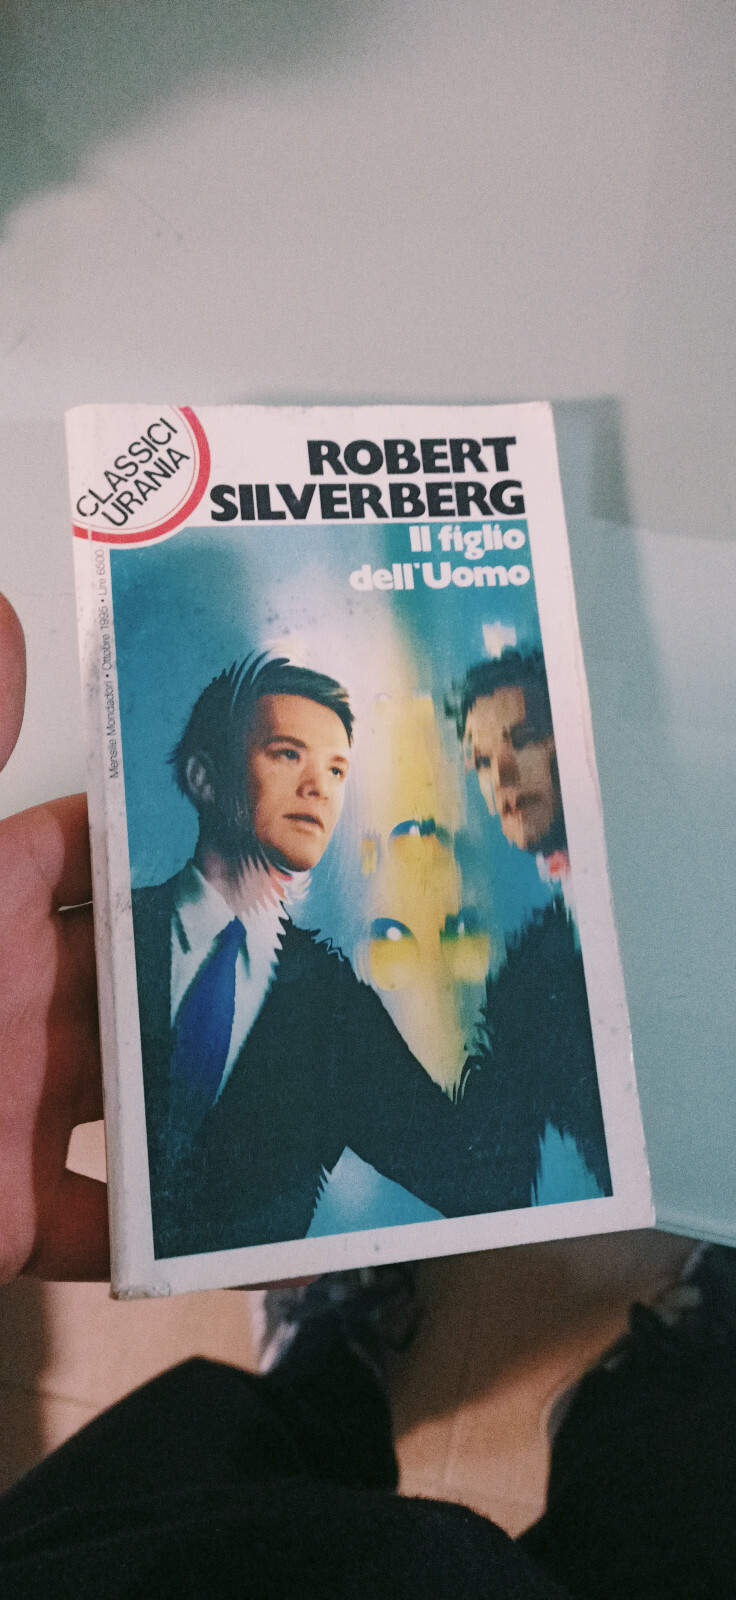 CLASSICI
URANIA
ROBERT
SILVERBERG
Il figlio
dell'Uomo
Mensile Mondadori • Ottobre 1995 • Lire 6500